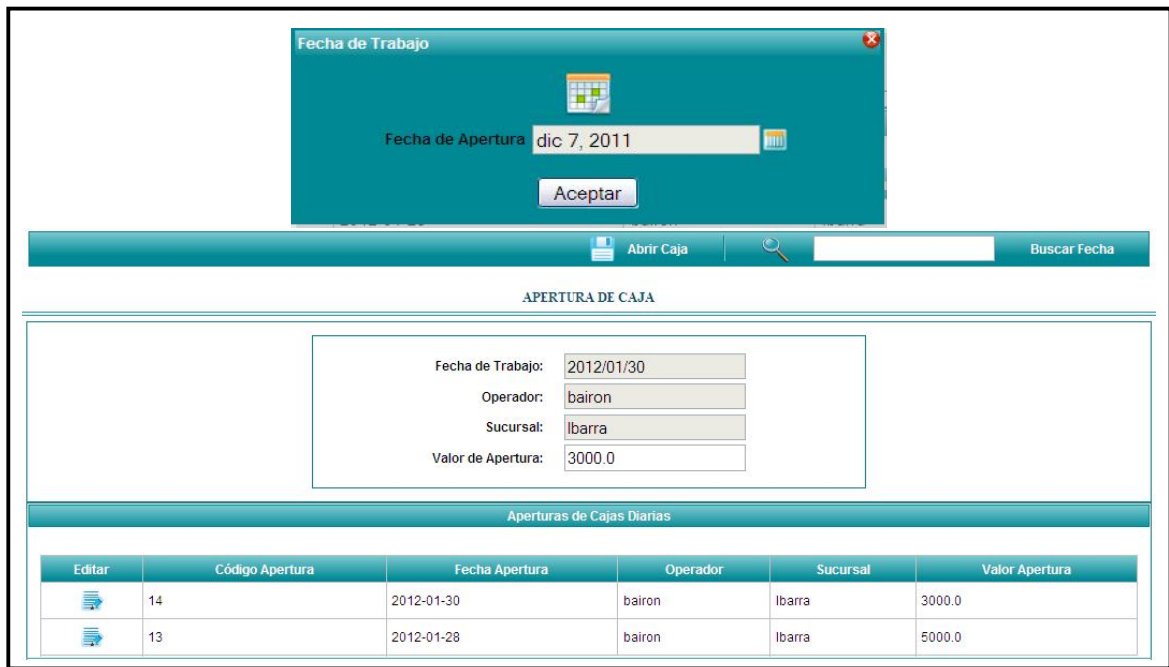 Fecha de Trabajo
Fecha de Apertura dic 7, 2011
Aceptar
Abrir Caja Buscar Fecha
APERTURA DE CAJA
Fecha de Trabajo: 2012/01/30
Operador: bairon
Sucursal: Ibarra
Valor de Apertura: 3000.0
Aperturas de Cajas Diarias
Editar Código Apertura Fecha Apertura Operador Sucursal Valor Apertura
14 2012-01-30 bairon Ibarra 3000.0
13 2012-01-28 bairon Ibarra 5000.0